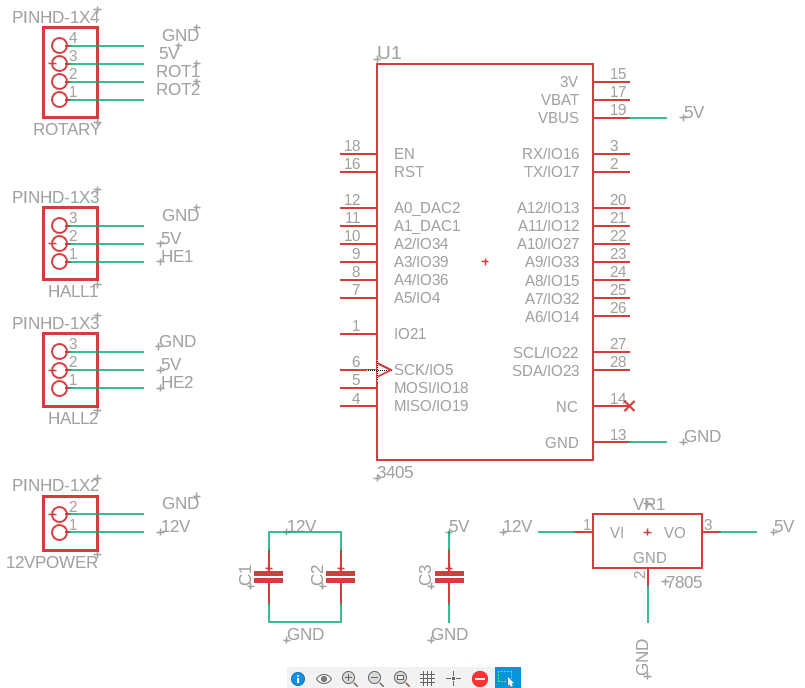 PINHD-1X4
4 GND
3 5V
2 ROT1
1 ROT2
ROTARY
PINHD-1X3
3 GND
2 5V
1 HE1
HALL1
PINHD-1X3
3 GND
2 5V
1 HE2
HALL2
PINHD-1X2
2 GND
1 12V
12VPOWER
U1
3V 15
VBAT 17
VBUS 19 5V
18 EN RX/IO16 3
16 RST TX/IO17 2
12 A0_DAC2 A12/IO13 20
11 A1_DAC1 A11/IO12 21
10 A2/IO34 A10/IO27 22
9 A3/IO39 A9/IO33 23
8 A4/IO36 A8/IO15 24
7 A5/IO4 A7/IO32 25
A6/IO14 26
1 IO21
SCL/IO22 27
6 SCK/IO5 SDA/IO23 28
5 MOSI/IO18
4 MISO/IO19 NC 14
GND 13 GND
3405
12V
C1 C2
GND
5V
C3
GND
VR1
12V 1 VI VO 3 5V
GND
2 7805
GND